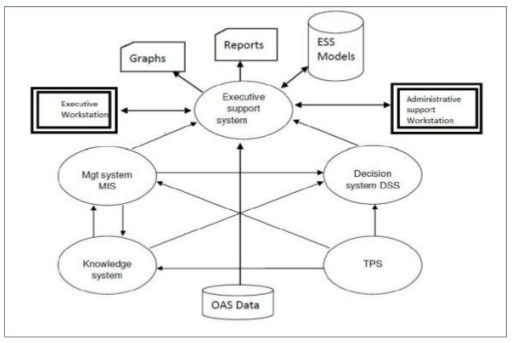 Graphs
Reports
ESS
Models
Executive
Workstation
Executive
support
system
Administrative
support
Workstation
Mgt system
MIS
Decision
system DSS
Knowledge
system
TPS
OAS Data